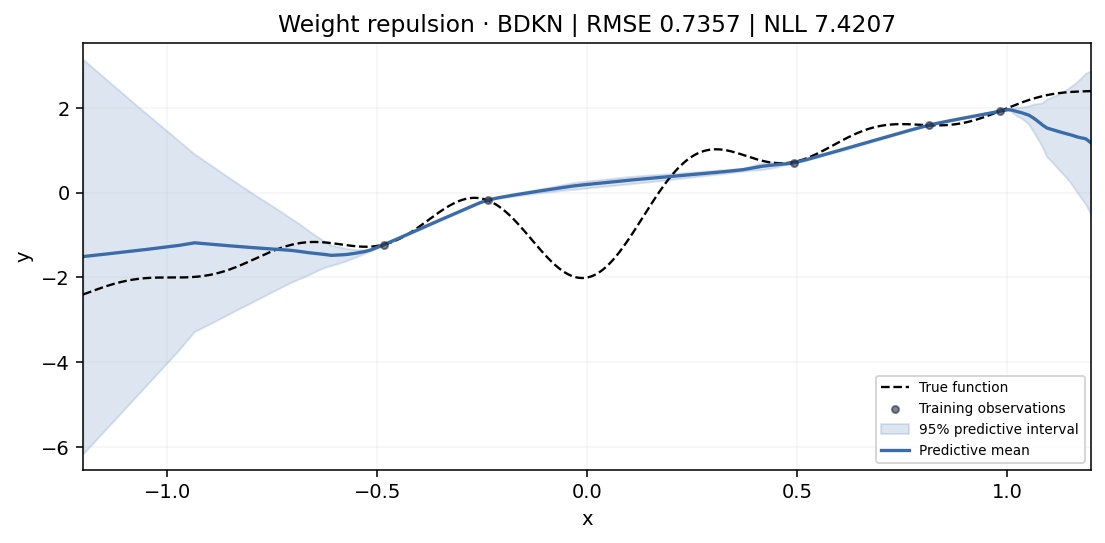 Weight repulsion · BDKN | RMSE 0.7357 | NLL 7.4207
y
2
0
−2
−4
−6
True function
Training observations
95% predictive interval
Predictive mean
−1.0 −0.5 0.0 0.5 1.0
x